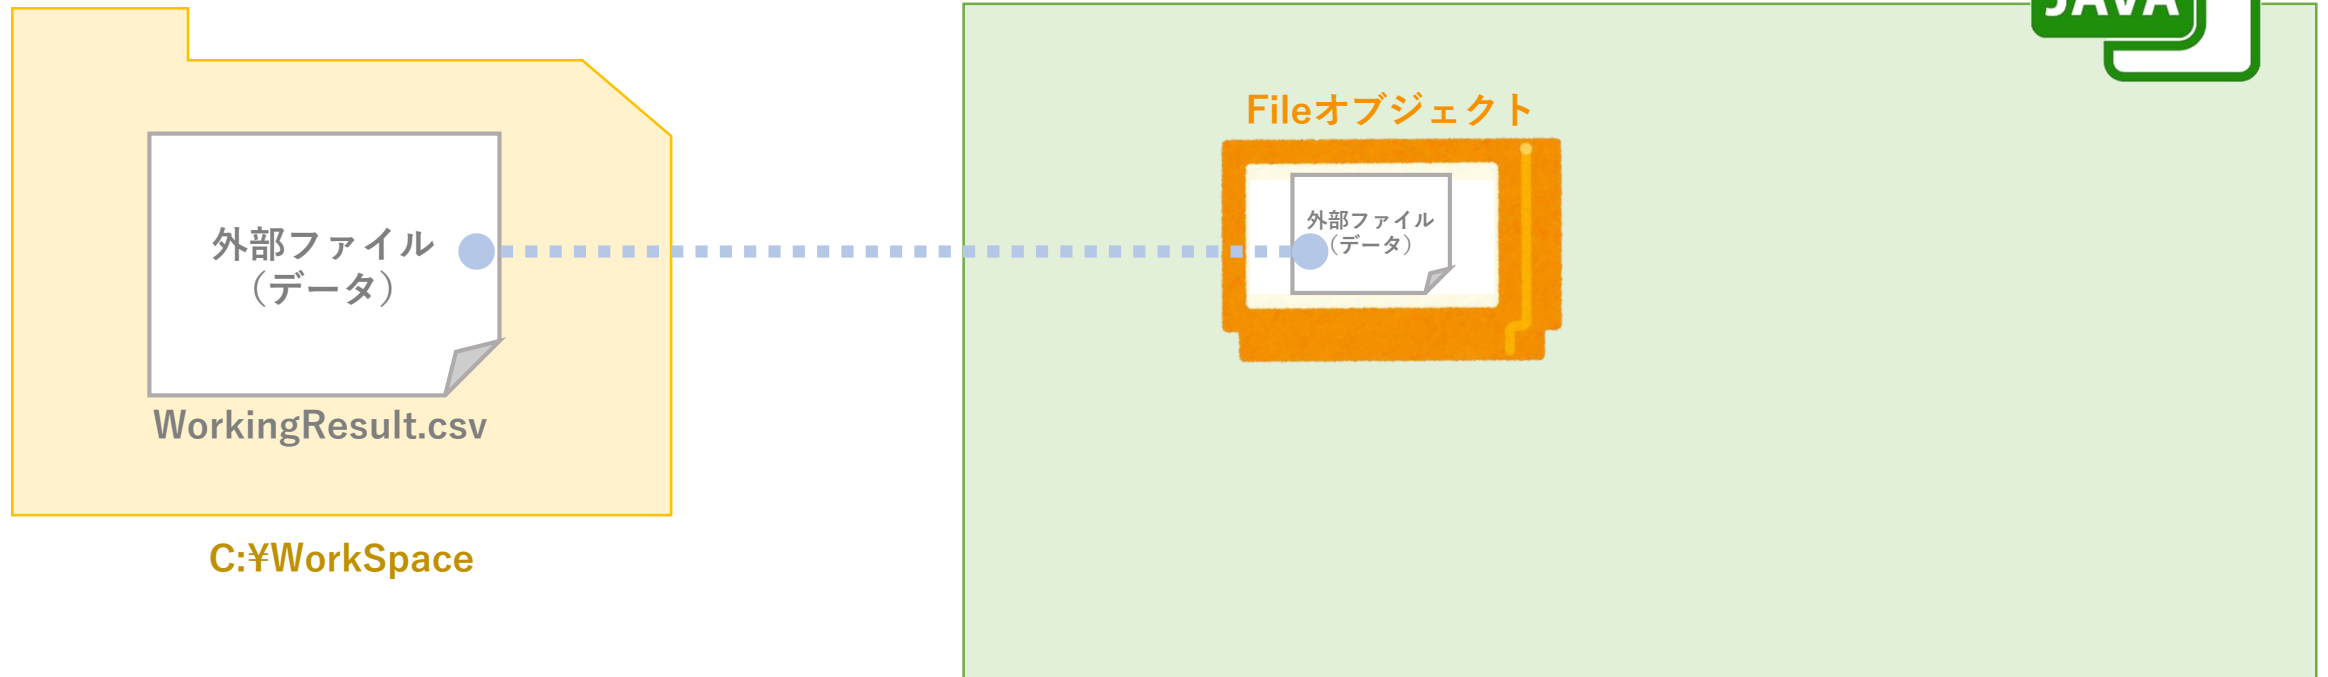 JAVA
Fileオブジェクト
外部ファイル
（データ）
外部ファイル
（データ）
WorkingResult.csv
C:¥WorkSpace